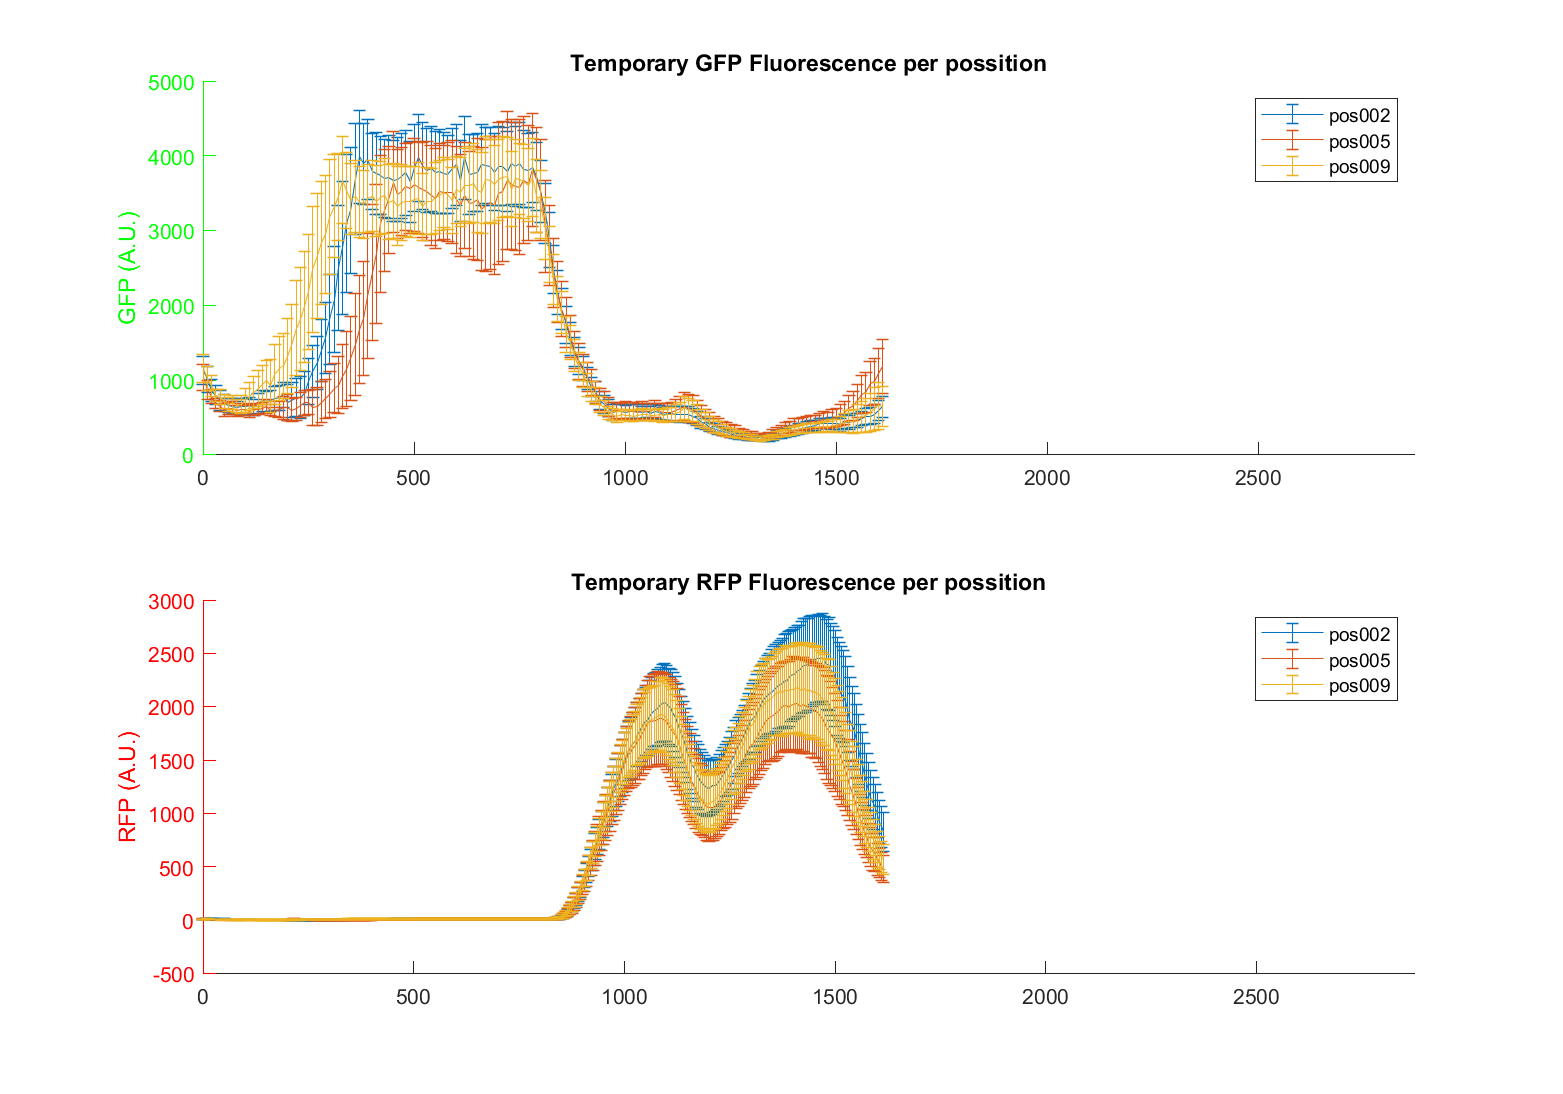 Temporary GFP Fluorescence per possition
5000
4000
3000
2000
1000
0
GFP (A.U.)
0 500 1000 1500 2000 2500
pos002
pos005
pos009
Temporary RFP Fluorescence per possition
3000
2500
2000
1500
1000
500
0
-500
RFP (A.U.)
0 500 1000 1500 2000 2500
pos002
pos005
pos009